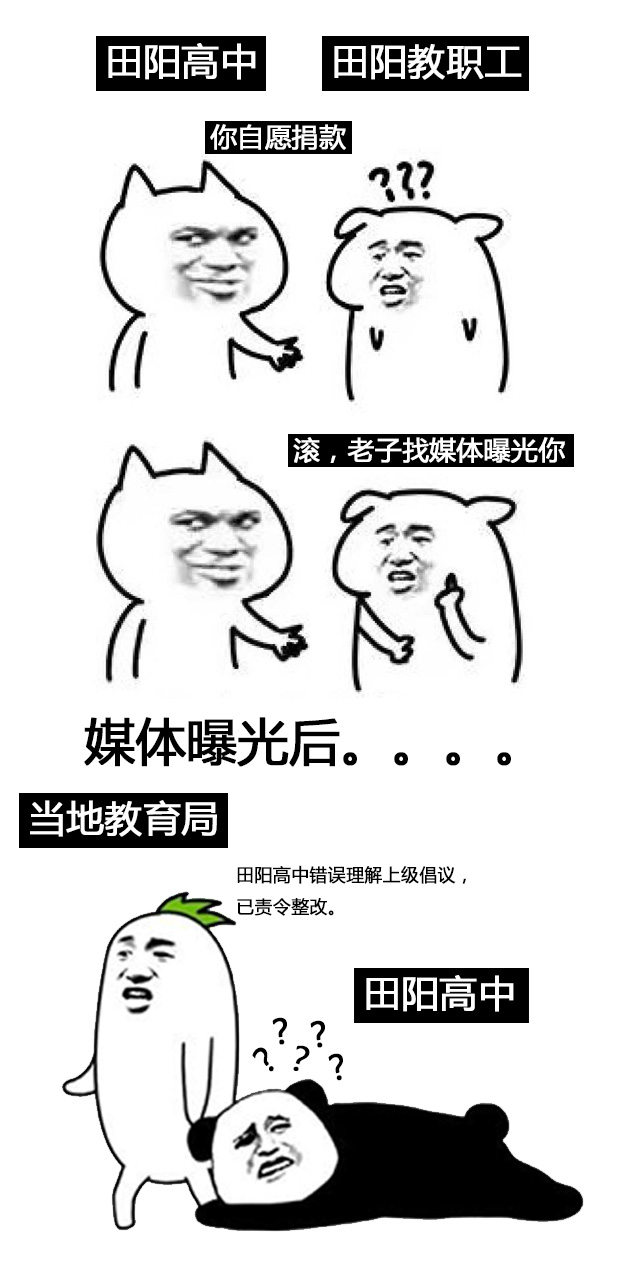 田阳高中
田阳教职工
你自愿捐款
???
滚，老子找媒体曝光你
媒体曝光后。。。。
当地教育局
田阳高中错误理解上级倡议，
已责令整改。
田阳高中
? ? ? ? ?